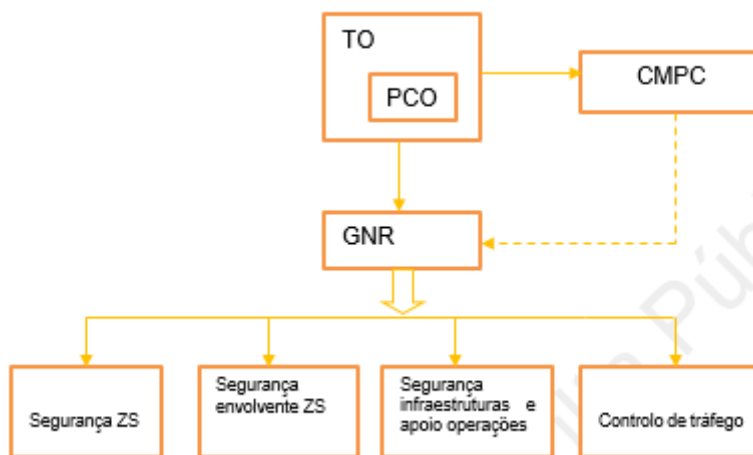 TO
PCO
CMPC
GNR
Segurança ZS
Segurança
envolvente ZS
Segurança
infraestruturas e
apoio operações
Controlo de tráfego